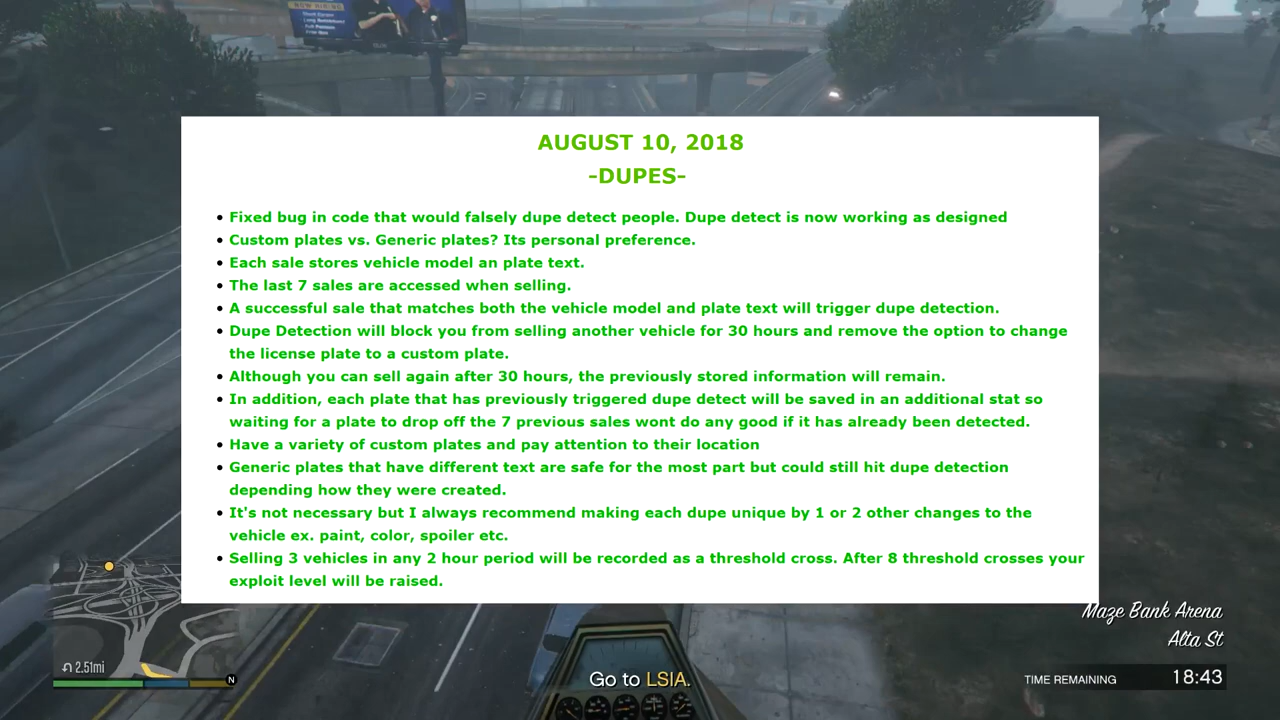 NOW HIRING
AUGUST 10, 2018
-DUPES-
• Fixed bug in code that would falsely dupe detect people. Dupe detect is now working as designed
• Custom plates vs. Generic plates? Its personal preference.
• Each sale stores vehicle model an plate text.
• The last 7 sales are accessed when selling.
• A successful sale that matches both the vehicle model and plate text will trigger dupe detection.
• Dupe Detection will block you from selling another vehicle for 30 hours and remove the option to change
the license plate to a custom plate.
• Although you can sell again after 30 hours, the previously stored information will remain.
• In addition, each plate that has previously triggered dupe detect will be saved in an additional stat so
waiting for a plate to drop off the 7 previous sales wont do any good if it has already been detected.
• Have a variety of custom plates and pay attention to their location
• Generic plates that have different text are safe for the most part but could still hit dupe detection
depending how they were created.
• It's not necessary but I always recommend making each dupe unique by 1 or 2 other changes to the
vehicle ex. paint, color, spoiler etc.
• Selling 3 vehicles in any 2 hour period will be recorded as a threshold cross. After 8 threshold crosses your
exploit level will be raised.
Maze Bank Arena
Alta St
2.51mi
N
Go to LSIA.
TIME REMAINING 18:43